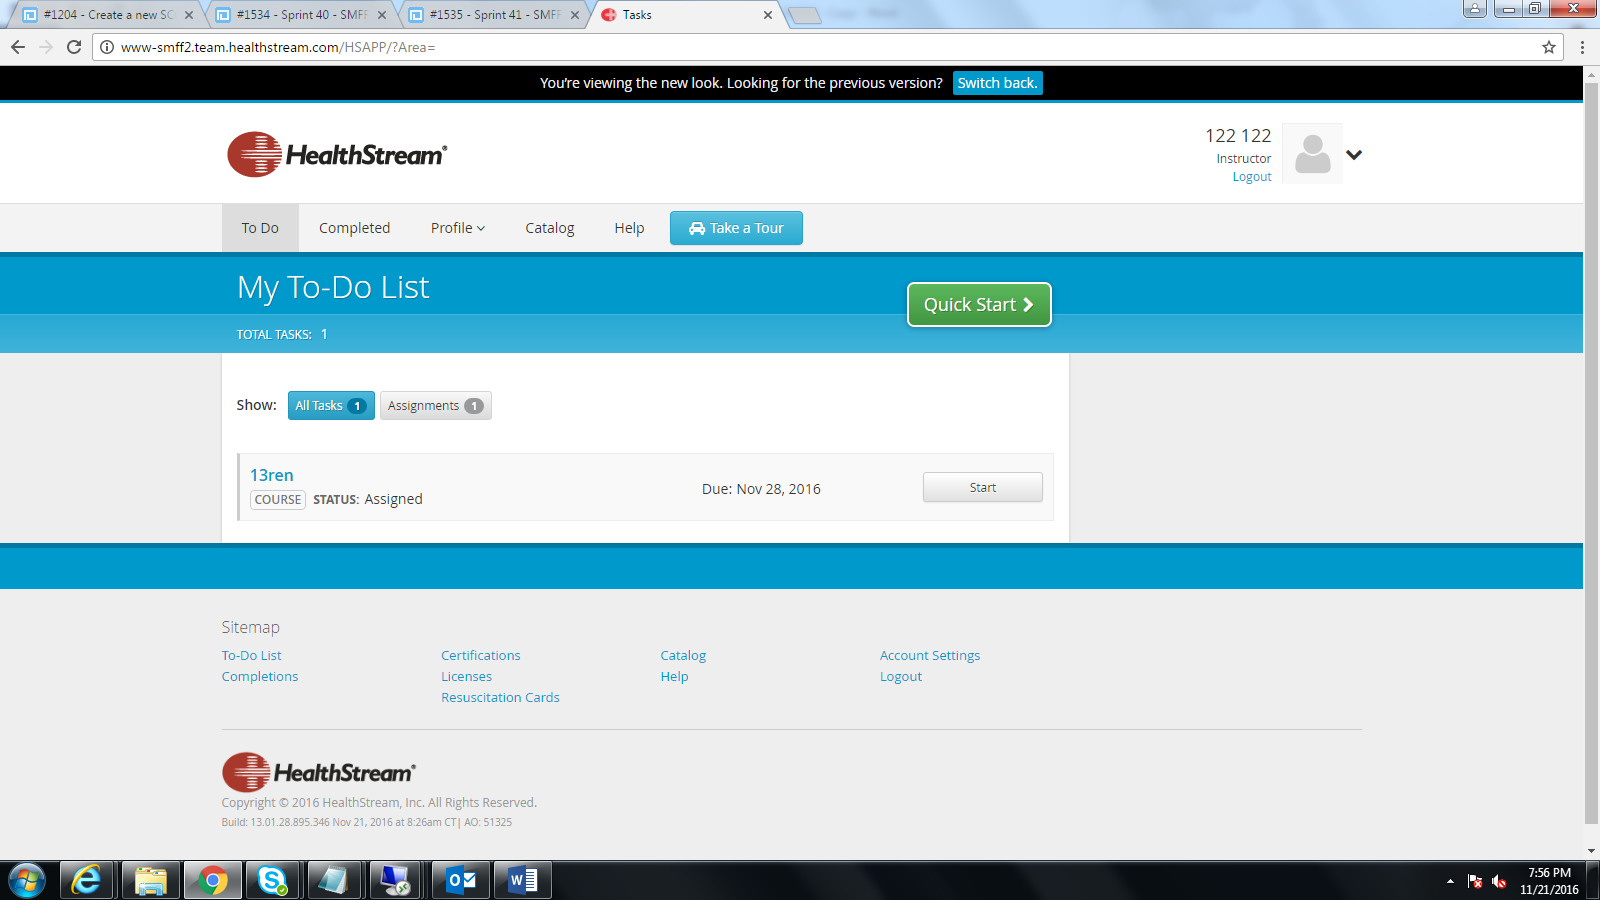 #1204 - Create a new SC
#1534 - Sprint 40 - SMFF
#1535 - Sprint 41 - SMFF
Tasks
www-smff2.team.healthstream.com/HSAPP/?Area=
You're viewing the new look. Looking for the previous version? Switch back.
HealthStream®
122 122
Instructor
Logout
To Do
Completed
Profile
Catalog
Help
Take a Tour
My To-Do List
Quick Start
TOTAL TASKS: 1
Show: All Tasks 1 Assignments 1
13ren
COURSE STATUS: Assigned
Due: Nov 28, 2016
Start
Sitemap
To-Do List
Completions
Certifications
Licenses
Resuscitation Cards
Catalog
Help
Account Settings
Logout
HealthStream®
Copyright © 2016 HealthStream, Inc. All Rights Reserved.
Build: 13.01.28.895.346 Nov 21, 2016 at 8:26am CT| AO: 51325
7:56 PM
11/21/2016